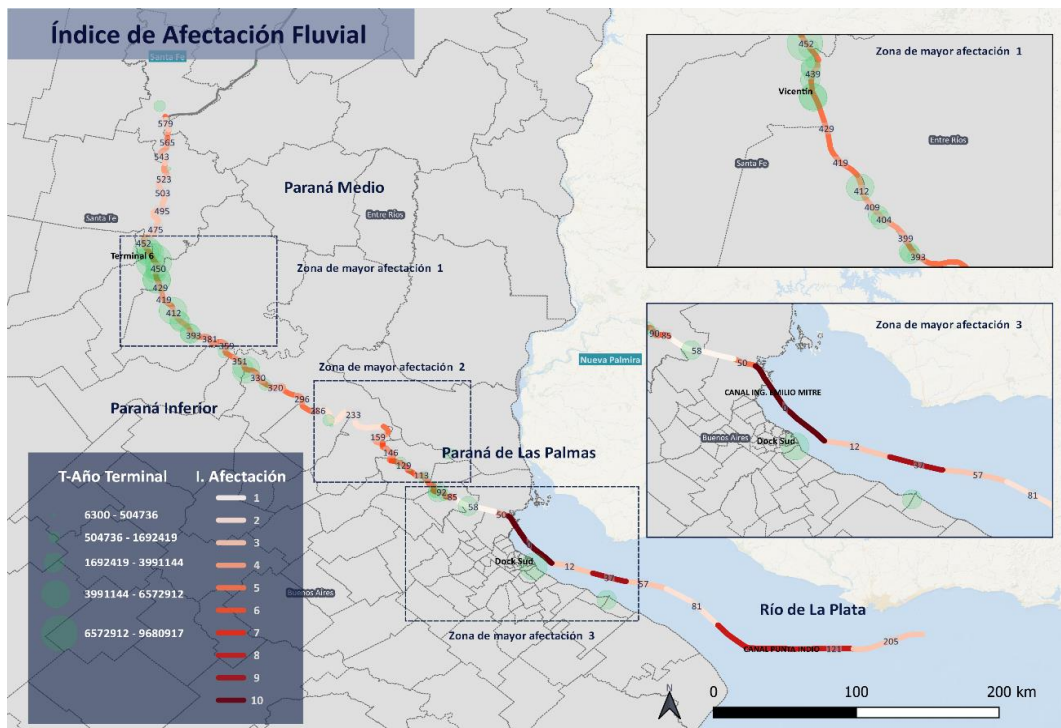 Índice de Afectación Fluvial
Santa Fe
579
565
543
523
503
495
475
Santa Fe
452
Terminal 6
450
429
419
412
393
381
359
351
330
320
296
286
233
159
146
129
113
92
85
58
50
12
37
57
81
121
205
Paraná Medio
Entre Ríos
Zona de mayor afectación 1
Zona de mayor afectación 2
Paraná Inferior
Paraná de Las Palmas
Nueva Palmira
Dock Sud
Buenos Aires
Zona de mayor afectación 3
Río de La Plata
CANAL PUNTA INDIO
T-Año Terminal
6300 - 504736
504736 - 1692419
1692419 - 3991144
3991144 - 6572912
6572912 - 9680917
I. Afectación
1
2
3
4
5
6
7
8
9
10
Zona de mayor afectación 1
452
439
Vicentín
429
Entre Ríos
Santa Fe
419
412
409
404
399
393
Zona de mayor afectación 3
90 85
58
50
CANAL ING. EMILIO MITRE
Buenos Aires
Dock Sud
12
37
57
81
N
0 100 200 km